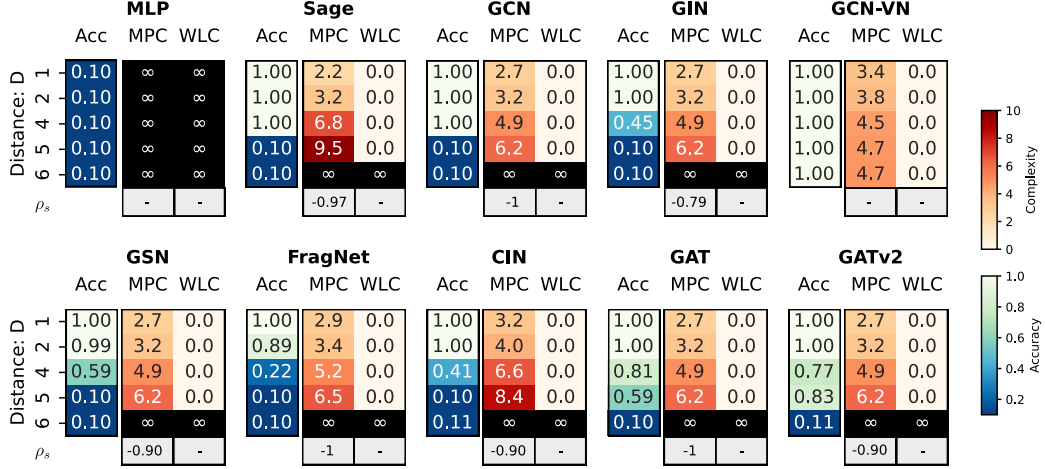 MLP Sage GCN GIN GCN-VN
Acc MPC WLC Acc MPC WLC Acc MPC WLC Acc MPC WLC Acc MPC WLC
Distance: D
1 0.10 ∞ ∞ 1.00 2.2 0.0 1.00 2.7 0.0 1.00 2.7 0.0 1.00 3.4 0.0
2 0.10 ∞ ∞ 1.00 3.2 0.0 1.00 3.2 0.0 1.00 3.2 0.0 1.00 3.8 0.0
4 0.10 ∞ ∞ 1.00 6.8 0.0 1.00 4.9 0.0 0.45 4.9 0.0 1.00 4.5 0.0
5 0.10 ∞ ∞ 0.10 9.5 0.0 0.10 6.2 0.0 0.10 6.2 0.0 1.00 4.7 0.0
6 0.10 ∞ ∞ 0.10 ∞ ∞ 0.10 ∞ ∞ 0.10 ∞ ∞ 1.00 4.7 0.0
ρs - - -0.97 - -1 - -0.79 - - -
10
8
6
4
2
0
Complexity
GSN FragNet CIN GAT GATv2
Acc MPC WLC Acc MPC WLC Acc MPC WLC Acc MPC WLC Acc MPC WLC
Distance: D
1 1.00 2.7 0.0 1.00 2.9 0.0 1.00 3.2 0.0 1.00 2.7 0.0 1.00 2.7 0.0
2 0.99 3.2 0.0 0.89 3.4 0.0 1.00 4.0 0.0 1.00 3.2 0.0 1.00 3.2 0.0
4 0.59 4.9 0.0 0.22 5.2 0.0 0.41 6.6 0.0 0.81 4.9 0.0 0.77 4.9 0.0
5 0.10 6.2 0.0 0.10 6.5 0.0 0.10 8.4 0.0 0.59 6.2 0.0 0.83 6.2 0.0
6 0.10 ∞ ∞ 0.10 ∞ ∞ 0.11 ∞ ∞ 0.10 ∞ ∞ 0.11 ∞ ∞
ρs -0.90 - -1 - -0.90 - -1 - -0.90 -
1.0
0.8
0.6
0.4
0.2
Accuracy